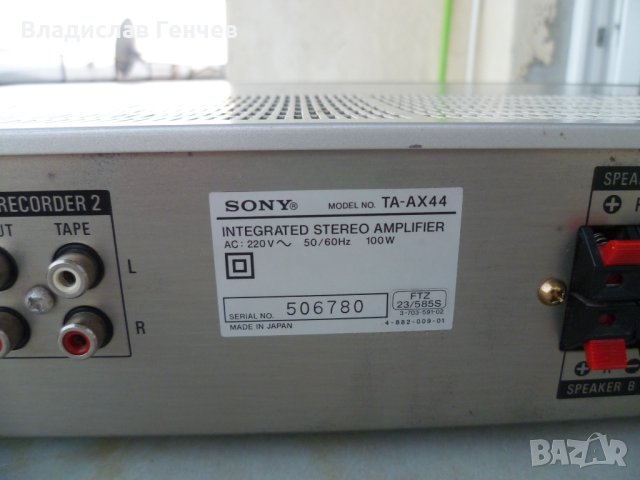 Владислав Генчев
RECORDER 2
UT TAPE
L
R
SONY® MODEL NO. TA-AX44
INTEGRATED STEREO AMPLIFIER
AC: 220V~ 50/60Hz 100W
SERIAL NO. 506780
FTZ
23/585S
3-703-591-02
MADE IN JAPAN 4-882-009-01
SPEA
+ R
+ R -
SPEAKER B
BAZAR
bg